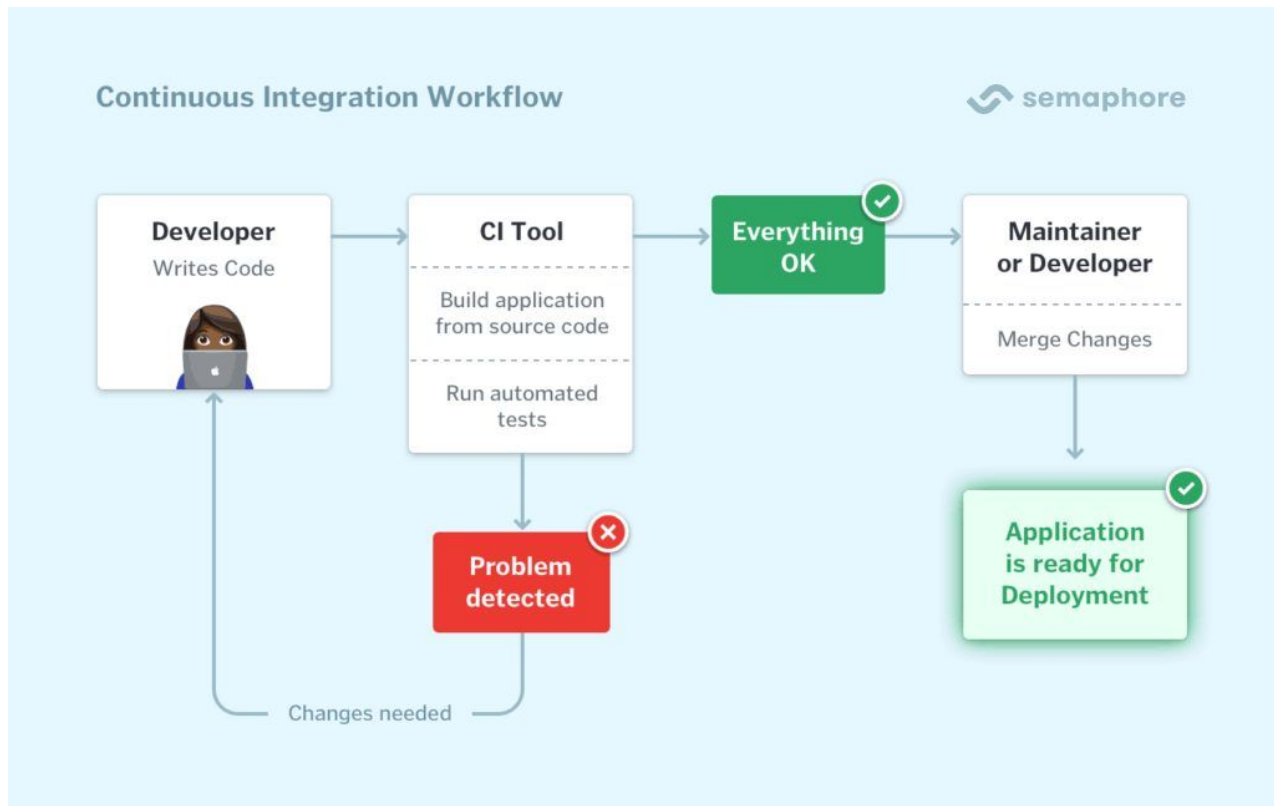 Continuous Integration Workflow
semaphore
Developer
Writes Code
CI Tool
Build application
from source code
Run automated
tests
Everything
OK
Maintainer
or Developer
Merge Changes
Problem
detected
Application
is ready for
Deployment
Changes needed